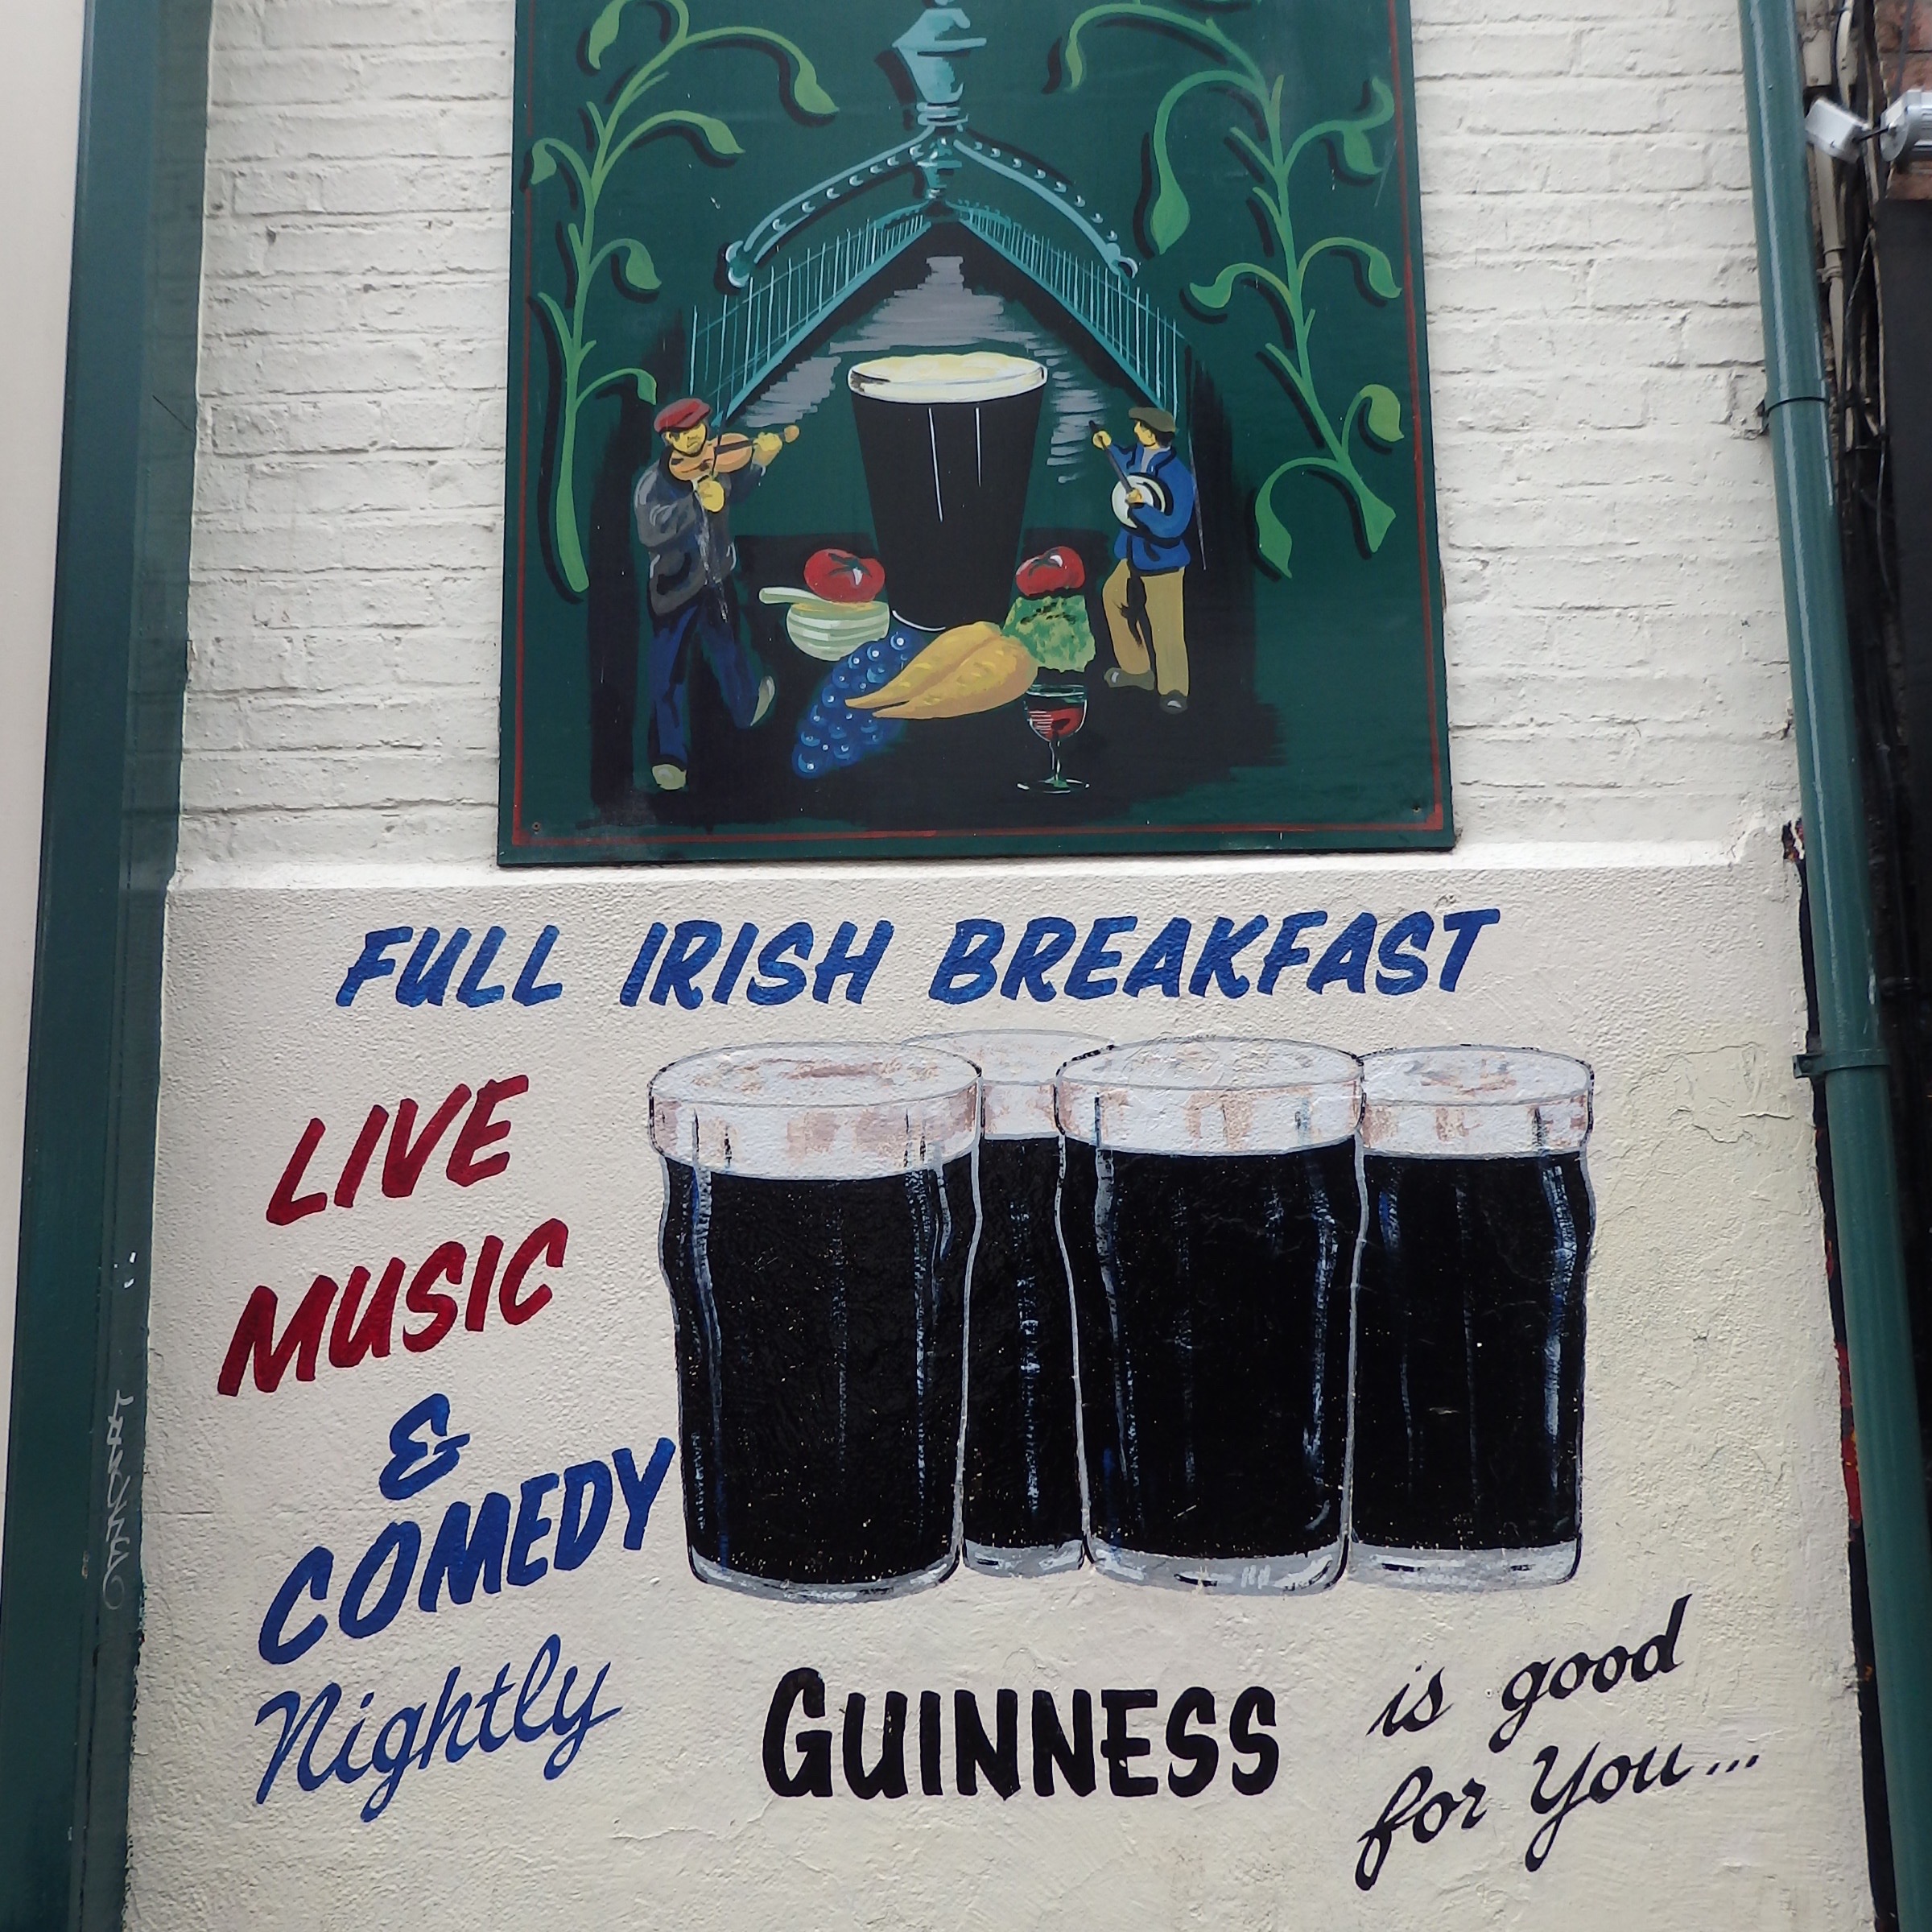 FULL IRISH BREAKFAST
LIVE
MUSIC
&
COMEDY
Nightly
GUINNESS
is good
for You...